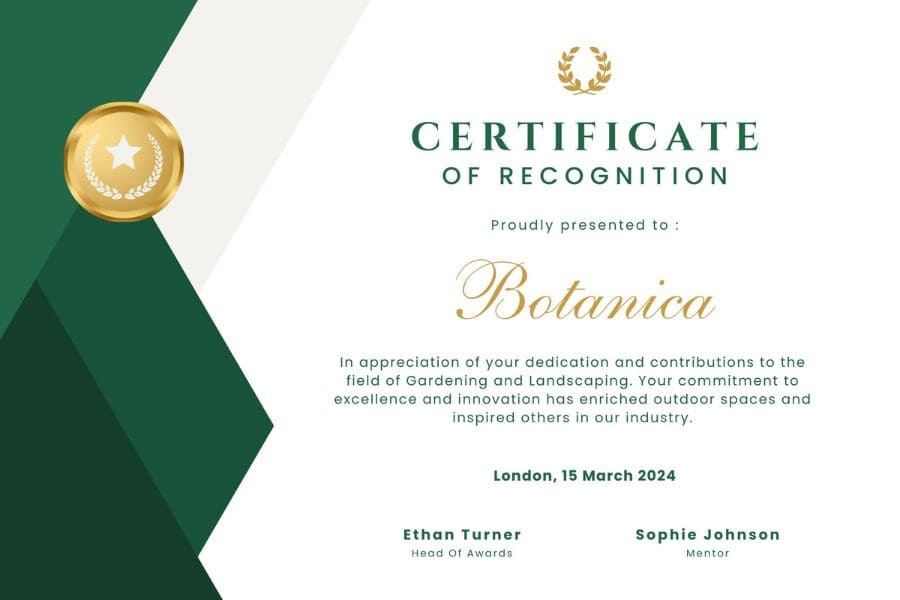 CERTIFICATE
OF RECOGNITION
Proudly presented to :
Botanica
In appreciation of your dedication and contributions to the
field of Gardening and Landscaping. Your commitment to
excellence and innovation has enriched outdoor spaces and
inspired others in our industry.
London, 15 March 2024
Ethan Turner
Head Of Awards
Sophie Johnson
Mentor